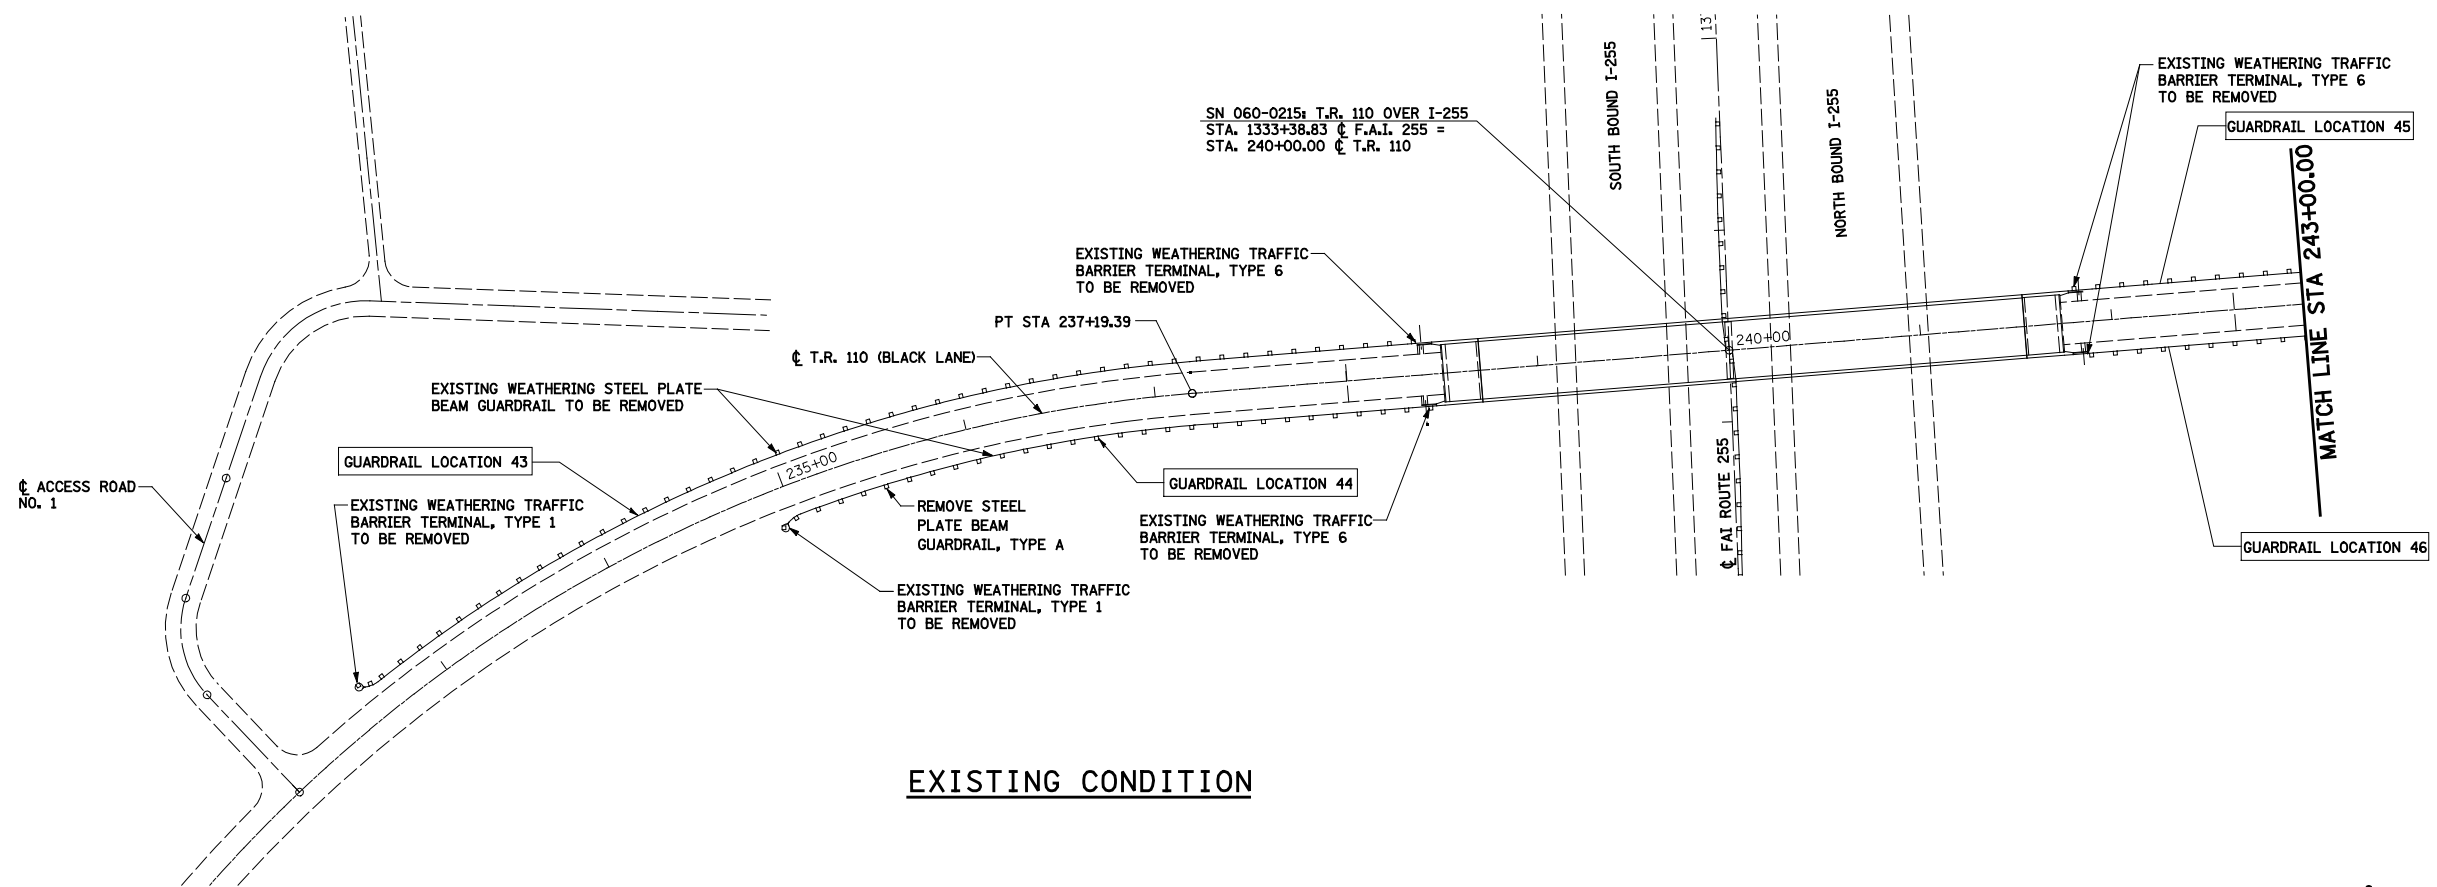 EXISTING WEATHERING TRAFFIC
BARRIER TERMINAL, TYPE 6
TO BE REMOVED
GUARDRAIL LOCATION 45
MATCH LINE STA 243+00.00
SOUTH BOUND I-255
NORTH BOUND I-255
13
SN 060-0215: T.R. 110 OVER I-255
STA. 1333+38.83 ℄ F.A.I. 255 =
STA. 240+00.00 ℄ T.R. 110
EXISTING WEATHERING TRAFFIC
BARRIER TERMINAL, TYPE 6
TO BE REMOVED
PT STA 237+19.39
240+00
℄ T.R. 110 (BLACK LANE)
EXISTING WEATHERING STEEL PLATE
BEAM GUARDRAIL TO BE REMOVED
GUARDRAIL LOCATION 43
235+00
℄ ACCESS ROAD
NO. 1
EXISTING WEATHERING TRAFFIC
BARRIER TERMINAL, TYPE 1
TO BE REMOVED
REMOVE STEEL
PLATE BEAM
GUARDRAIL, TYPE A
GUARDRAIL LOCATION 44
EXISTING WEATHERING TRAFFIC
BARRIER TERMINAL, TYPE 6
TO BE REMOVED
℄ FAI ROUTE 255
GUARDRAIL LOCATION 46
EXISTING WEATHERING TRAFFIC
BARRIER TERMINAL, TYPE 1
TO BE REMOVED
EXISTING CONDITION